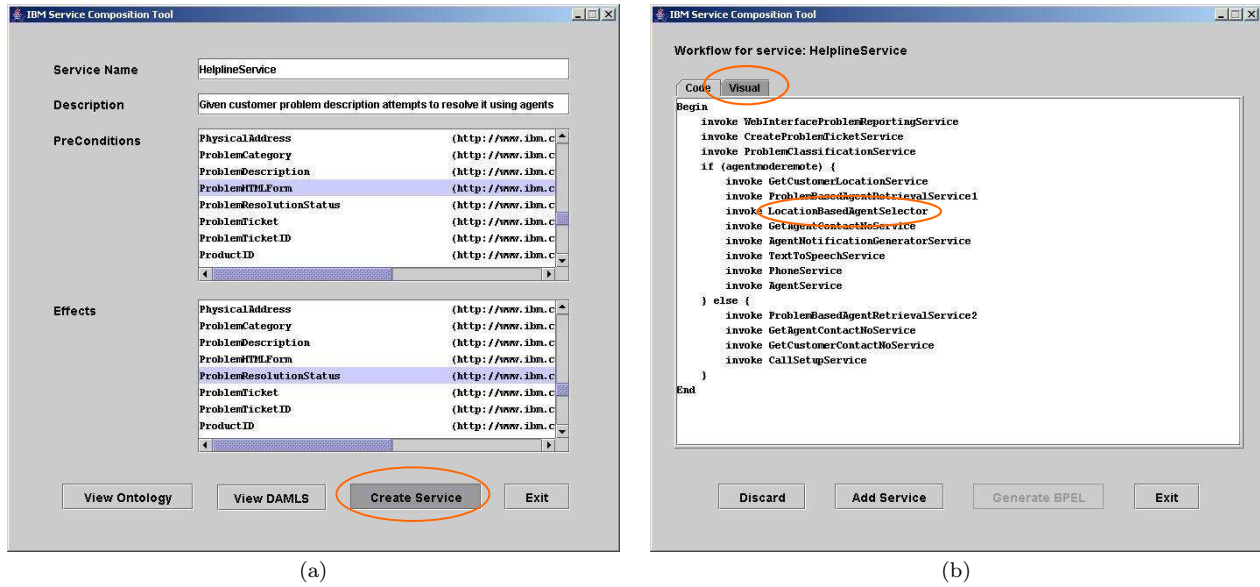 IBM Service Composition Tool
Service Name
HelplineService
Description
Given customer problem description attempts to resolve it using agents
PreConditions
PhysicalAddress (http://www.ibm.c
ProblemCategory (http://www.ibm.c
ProblemDescription (http://www.ibm.c
ProblemHTMLForm (http://www.ibm.c
ProblemResolutionStatus (http://www.ibm.c
ProblemTicket (http://www.ibm.c
ProblemTicketID (http://www.ibm.c
ProductID (http://www.ibm.c
Effects
PhysicalAddress (http://www.ibm.c
ProblemCategory (http://www.ibm.c
ProblemDescription (http://www.ibm.c
ProblemHTMLForm (http://www.ibm.c
ProblemResolutionStatus (http://www.ibm.c
ProblemTicket (http://www.ibm.c
ProblemTicketID (http://www.ibm.c
ProductID (http://www.ibm.c
View Ontology View DAMLS Create Service Exit
(a)
IBM Service Composition Tool
Workflow for service: HelplineService
Code Visual
Begin
invoke WebInterfaceProblemReportingService
invoke CreateProblemTicketService
invoke ProblemClassificationService
if (agentmoderemote) {
invoke GetCustomerLocationService
invoke ProblemBasedAgentRetrievalService1
invoke LocationBasedAgentSelector
invoke GetAgentContactNoService
invoke AgentNotificationGeneratorService
invoke TextToSpeechService
invoke PhoneService
invoke AgentService
} else {
invoke ProblemBasedAgentRetrievalService2
invoke GetAgentContactNoService
invoke GetCustomerContactNoService
invoke CallSetupService
}
End
Discard Add Service Generate BPEL Exit
(b)